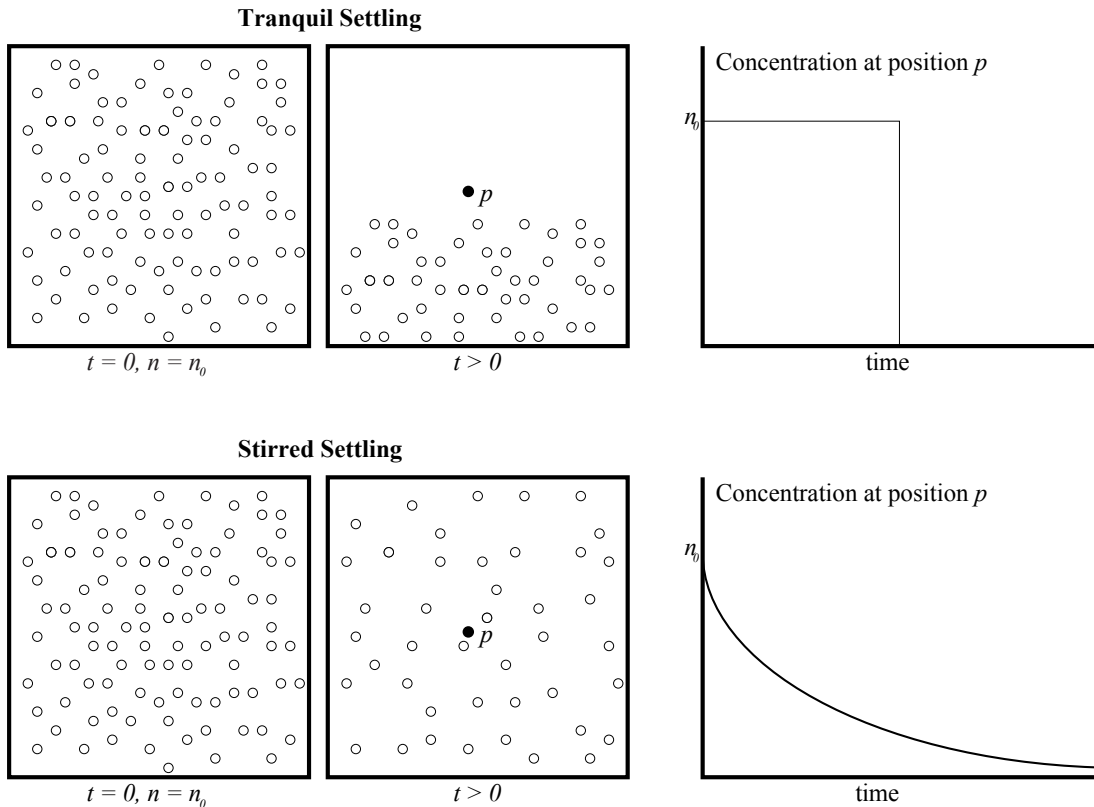 Tranquil Settling
t = 0, n = n₀
p
t > 0
Concentration at position p
n₀
time
Stirred Settling
t = 0, n = n₀
p
t > 0
Concentration at position p
n₀
time